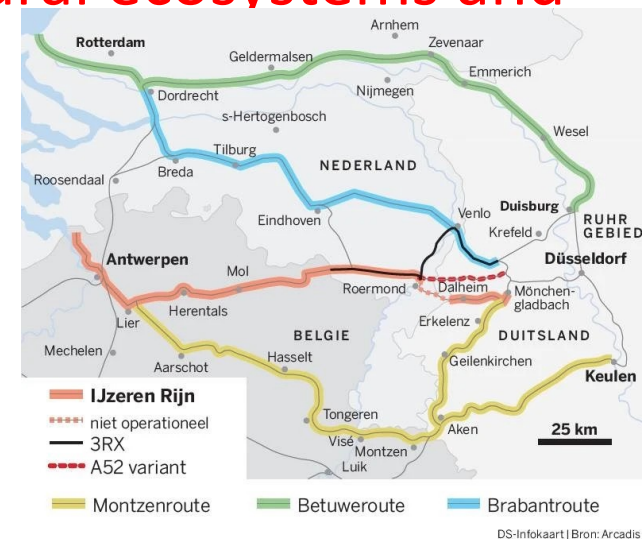 ural ecosystems and
Arnhem
Rotterdam
Zevenaar
Geldermalsen
Emmerich
Nijmegen
Dordrecht
s-Hertogenbosch
Wesel
Tilburg
NEDERLAND
Breda
Roosendaal
Duisburg
RUHR
GEBIED
Venlo
Eindhoven
Krefeld
Antwerpen
Düsseldorf
Mol
Roermond
Dalheim
Mönchen-
gladbach
Herentals
Lier
Erkelenz
BELGIE
DUITSLAND
Mechelen
Aarschot
Hasselt
Geilenkirchen
Keulen
IJzeren Rijn
niet operationeel
3RX
A52 variant
Tongeren
Aken
25 km
Visé
Montzen
Luik
Montzenroute
Betuweroute
Brabantroute
DS-Infokaart | Bron: Arcadis